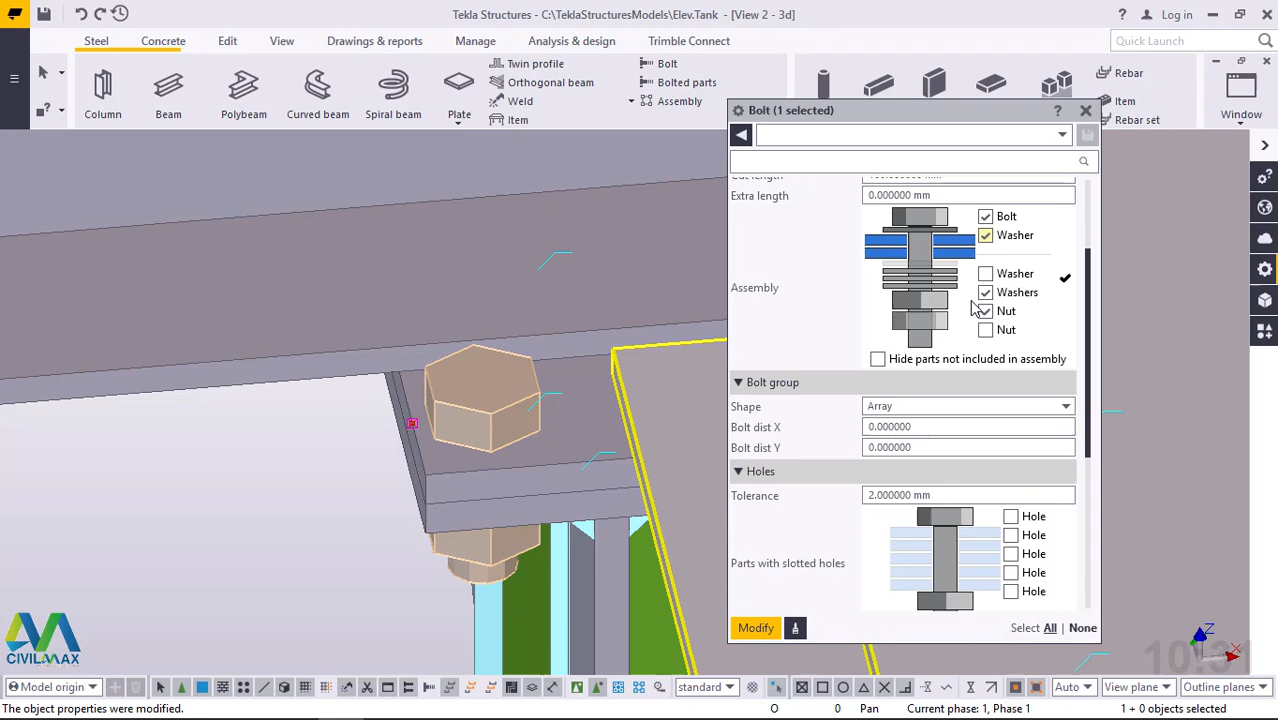 Tekla Structures - C:\TeklaStructuresModels\Elev.Tank - [View 2 - 3d]
Log in
Steel Concrete Edit View Drawings & reports Manage Analysis & design Trimble Connect
Quick Launch
Column
Beam
Polybeam
Curved beam
Spiral beam
Twin profile
Orthogonal beam
Weld
Item
Plate
Bolt
Bolted parts
Assembly
Rebar
Item
Rebar set
Window
Bolt (1 selected)
Extra length 0.000000 mm
Assembly
Bolt
Washer
Washer
Washers
Nut
Nut
Hide parts not included in assembly
Bolt group
Shape Array
Bolt dist X 0.000000
Bolt dist Y 0.000000
Holes
Tolerance 2.000000 mm
Parts with slotted holes
Hole
Hole
Hole
Hole
Hole
Modify
Select All None
CIVILMAX
Z
X
10:31
Model origin
standard
Auto
View plane
Outline planes
The object properties were modified.
O 0 Pan Current phase: 1, Phase 1 1 + 0 objects selected